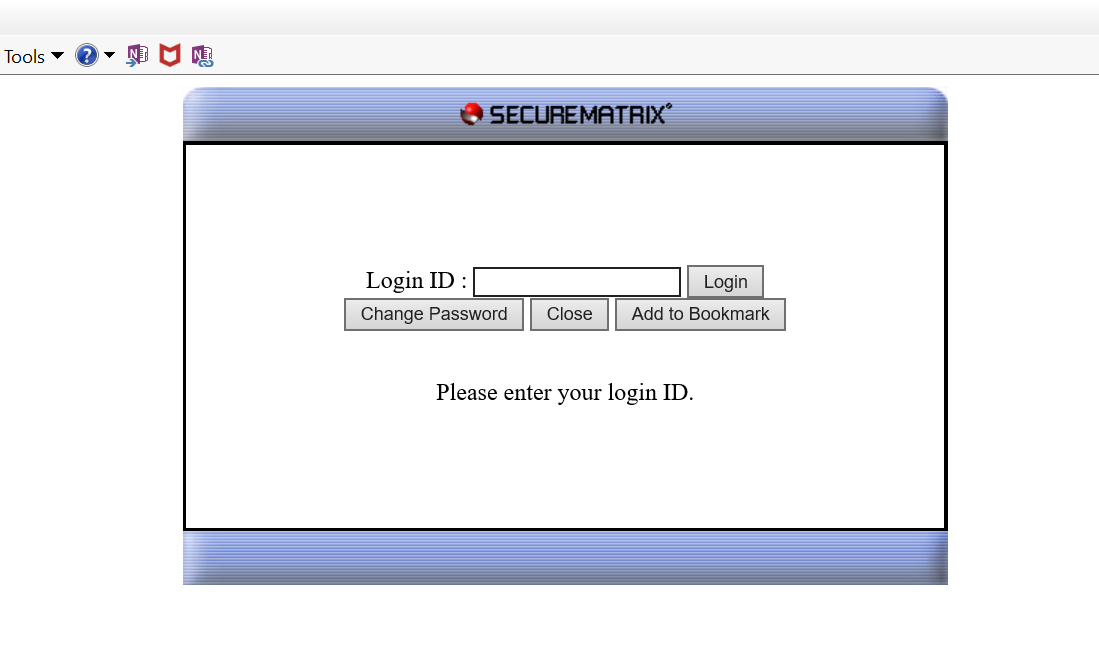 Tools
SECUREMATRIX
Login ID : Login
Change Password Close Add to Bookmark
Please enter your login ID.